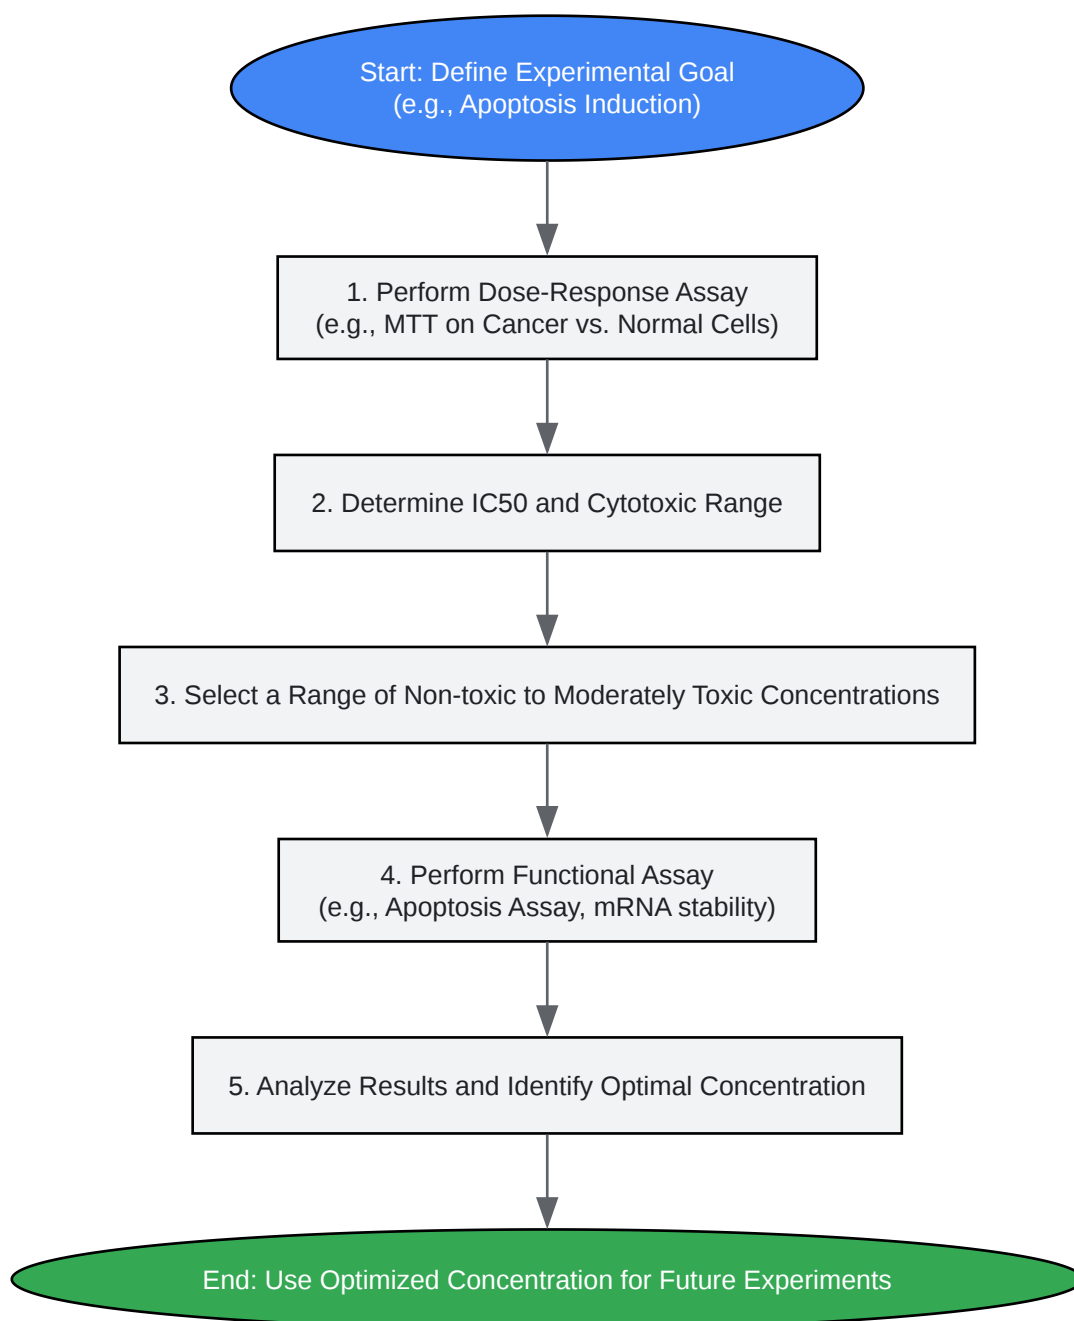 Start: Define Experimental Goal
(e.g., Apoptosis Induction)
1. Perform Dose-Response Assay
(e.g., MTT on Cancer vs. Normal Cells)
2. Determine IC50 and Cytotoxic Range
3. Select a Range of Non-toxic to Moderately Toxic Concentrations
4. Perform Functional Assay
(e.g., Apoptosis Assay, mRNA stability)
5. Analyze Results and Identify Optimal Concentration
End: Use Optimized Concentration for Future Experiments